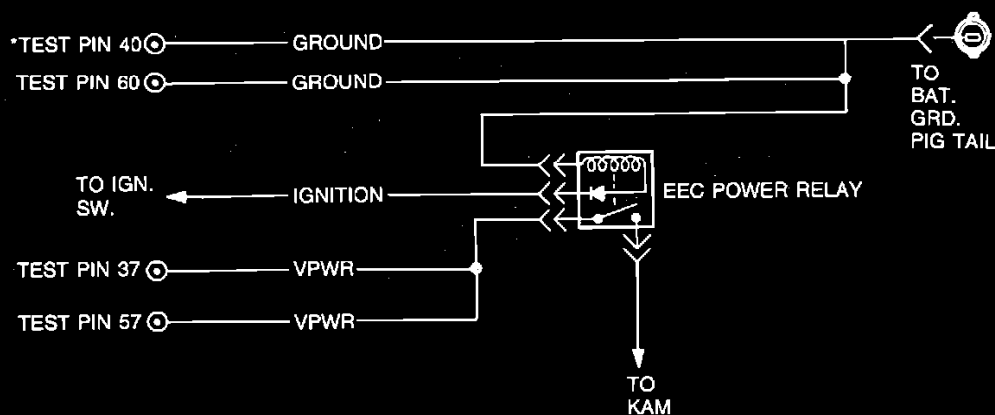 *TEST PIN 40
GROUND
TEST PIN 60
GROUND
TO
BAT.
GRD.
PIG TAIL
TO IGN.
SW.
IGNITION
EEC POWER RELAY
TEST PIN 37
VPWR
TEST PIN 57
VPWR
TO
KAM